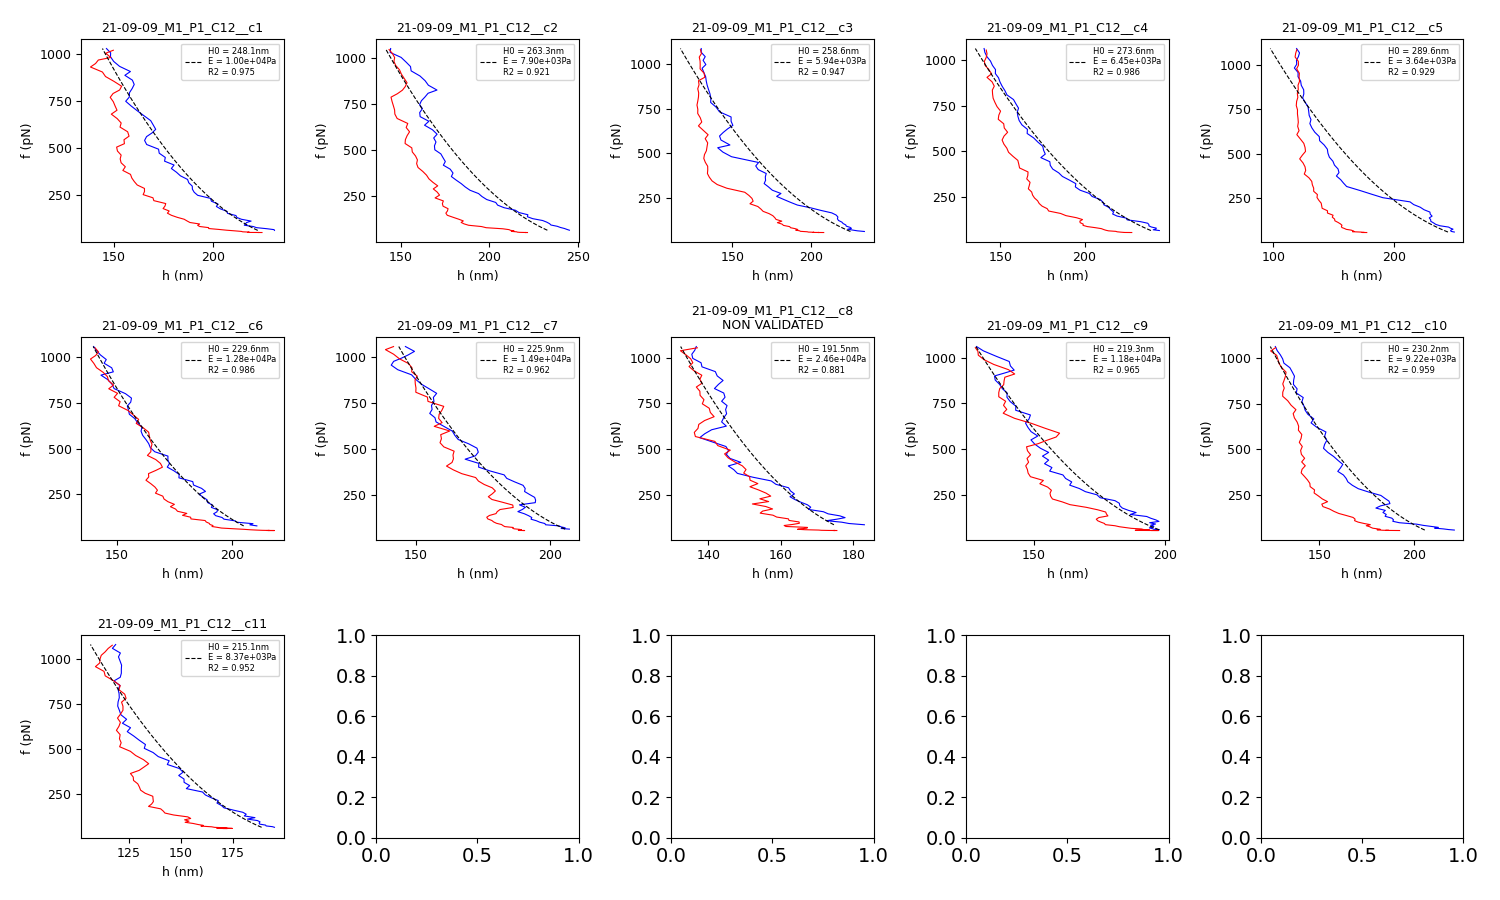 21-09-09_M1_P1_C12__c1
21-09-09_M1_P1_C12__c2
21-09-09_M1_P1_C12__c3
21-09-09_M1_P1_C12__c4
21-09-09_M1_P1_C12__c5
f (pN)
1000
750
500
250
H0 = 248.1nm
E = 1.00e+04Pa
R2 = 0.975
150
200
h (nm)
f (pN)
1000
750
500
250
H0 = 263.3nm
E = 7.90e+03Pa
R2 = 0.921
150
200
250
h (nm)
f (pN)
1000
750
500
250
H0 = 258.6nm
E = 5.94e+03Pa
R2 = 0.947
150
200
h (nm)
f (pN)
1000
750
500
250
H0 = 273.6nm
E = 6.45e+03Pa
R2 = 0.986
150
200
h (nm)
f (pN)
1000
750
500
250
H0 = 289.6nm
E = 3.64e+03Pa
R2 = 0.929
100
200
h (nm)
21-09-09_M1_P1_C12__c6
21-09-09_M1_P1_C12__c7
21-09-09_M1_P1_C12__c8
NON VALIDATED
21-09-09_M1_P1_C12__c9
21-09-09_M1_P1_C12__c10
f (pN)
1000
750
500
250
H0 = 229.6nm
E = 1.28e+04Pa
R2 = 0.986
150
200
h (nm)
f (pN)
1000
750
500
250
H0 = 225.9nm
E = 1.49e+04Pa
R2 = 0.962
150
200
h (nm)
f (pN)
1000
750
500
250
H0 = 191.5nm
E = 2.46e+04Pa
R2 = 0.881
140
160
180
h (nm)
f (pN)
1000
750
500
250
H0 = 219.3nm
E = 1.18e+04Pa
R2 = 0.965
150
200
h (nm)
f (pN)
1000
750
500
250
H0 = 230.2nm
E = 9.22e+03Pa
R2 = 0.959
150
200
h (nm)
21-09-09_M1_P1_C12__c11
f (pN)
1000
750
500
250
H0 = 215.1nm
E = 8.37e+03Pa
R2 = 0.952
125
150
175
h (nm)
1.0
0.8
0.6
0.4
0.2
0.0
0.0
0.5
1.0
1.0
0.8
0.6
0.4
0.2
0.0
0.0
0.5
1.0
1.0
0.8
0.6
0.4
0.2
0.0
0.0
0.5
1.0
1.0
0.8
0.6
0.4
0.2
0.0
0.0
0.5
1.0